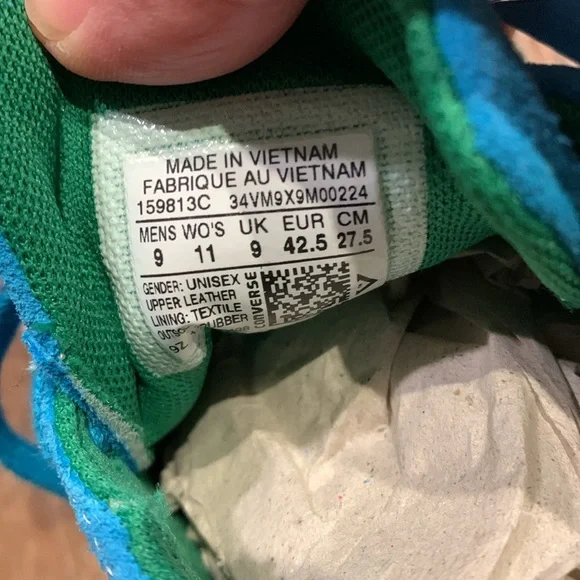 MADE IN VIETNAM
FABRIQUE AU VIETNAM
159813C 34VM9X9M00224
MENS WO'S UK EUR CM
9 11 9 42.5 27.5
GENDER: UNISEX
UPPER LEATHER
LINING: TEXTILE
RUBBER
CONVERSE